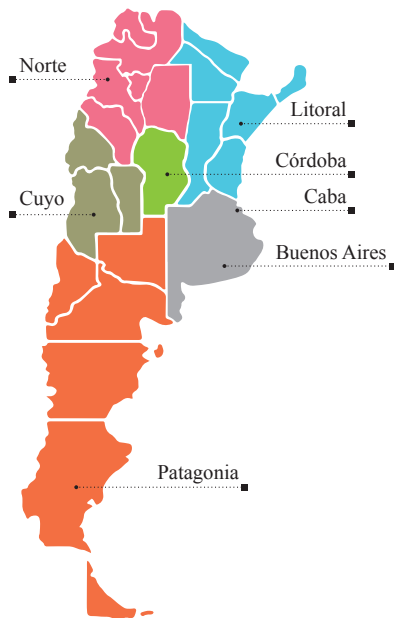 Norte
Litoral
Córdoba
Cuyo
Caba
Buenos Aires
Patagonia